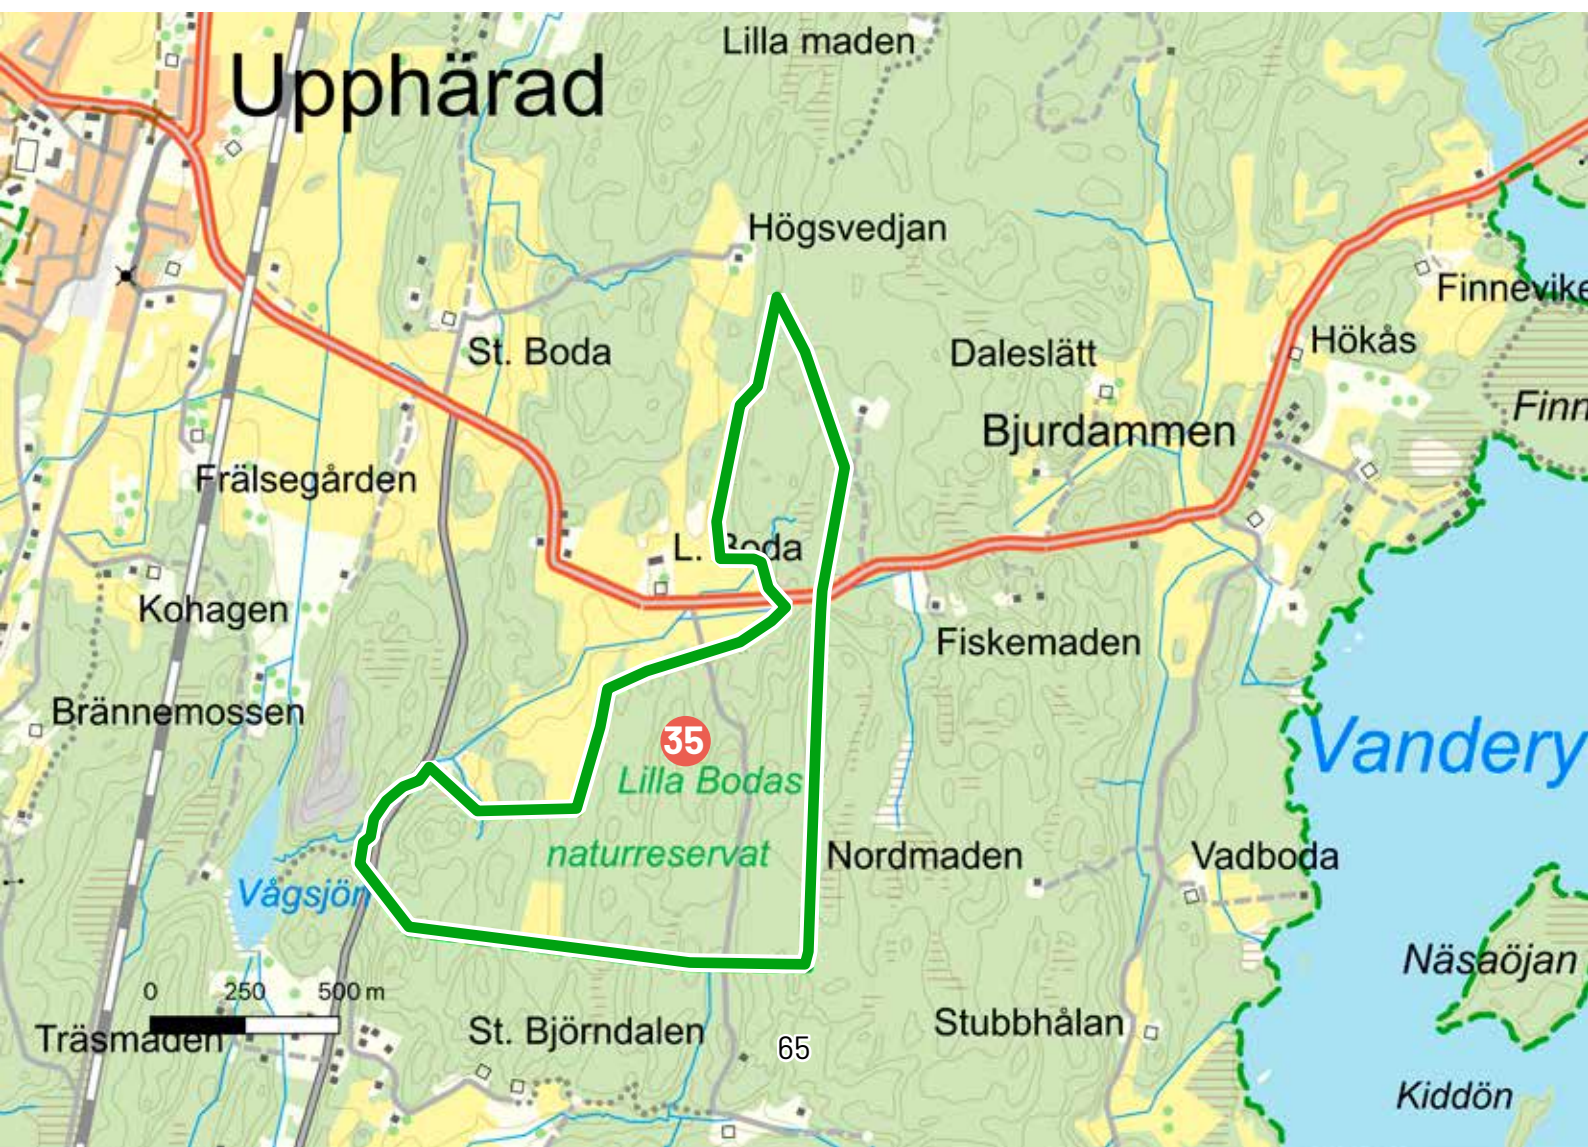 Lilla maden
Upphärad
Högsvedjan
Finnevike
Hökås
St. Boda
Daleslätt
Finn
Bjurdammen
Frälsegården
L. Boda
Kohagen
Fiskemaden
Brännemossen
35
Vandery
Lilla Bodas
naturreservat
Nordmaden
Vadboda
Vågsjön
Näsaöjan
0 250 500 m
Träsmaden
St. Björndalen
Stubbhålan
65
Kiddön